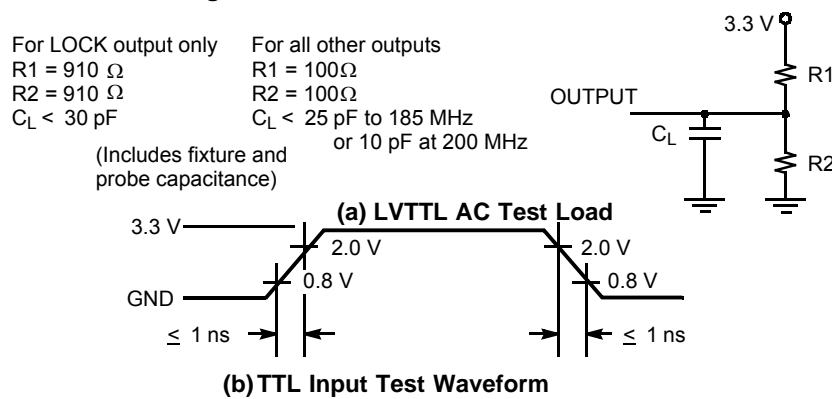 For LOCK output only
R1 = 910 Ω
R2 = 910 Ω
CL < 30 pF
(Includes fixture and
probe capacitance)
For all other outputs
R1 = 100Ω
R2 = 100Ω
CL < 25 pF to 185 MHz
or 10 pF at 200 MHz
3.3 V
R1
OUTPUT
CL
R2
(a) LVTTL AC Test Load
3.3 V
2.0 V
2.0 V
0.8 V
0.8 V
GND
≤ 1 ns
≤ 1 ns
(b) TTL Input Test Waveform